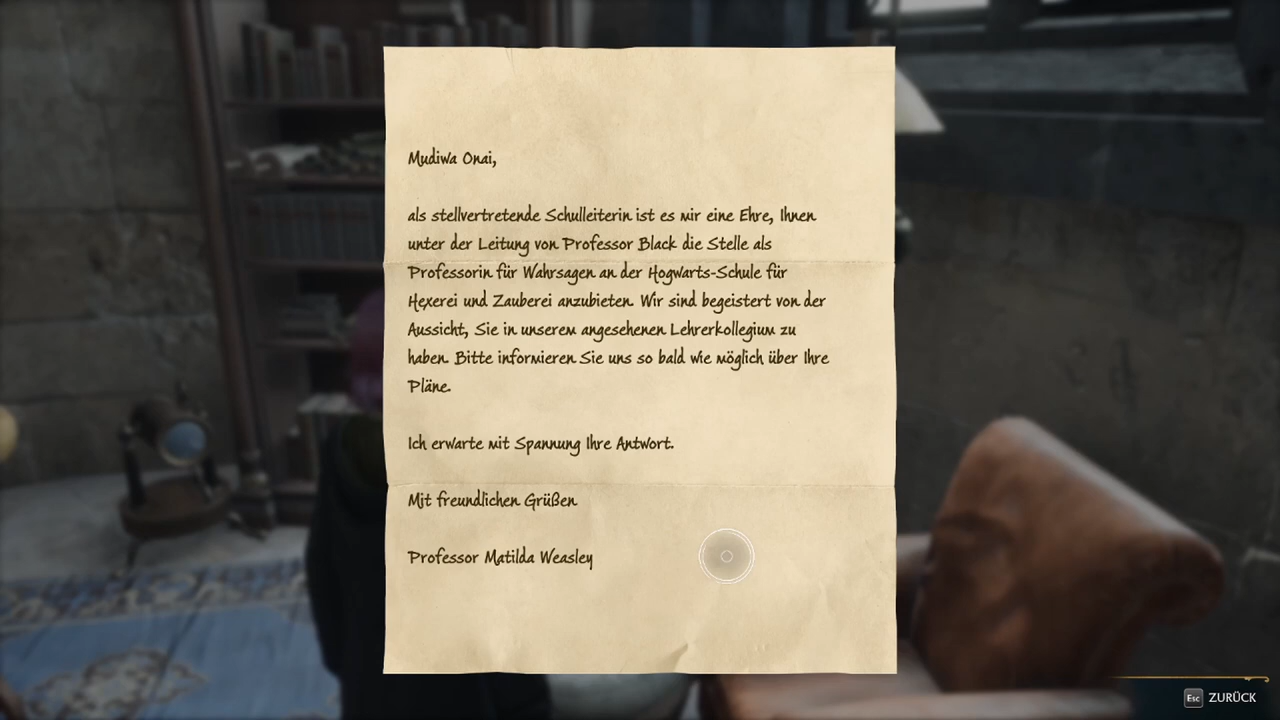 Mudiwa Onai,
als stellvertretende Schulleiterin ist es mir eine Ehre, Ihnen
unter der Leitung von Professor Black die Stelle als
Professorin für Wahrsagen an der Hogwarts-Schule für
Hexerei und Zauberei anzubieten. Wir sind begeistert von der
Aussicht, Sie in unserem angesehenen Lehrerkollegium zu
haben. Bitte informieren Sie uns so bald wie möglich über Ihre
Pläne.
Ich erwarte mit Spannung Ihre Antwort.
Mit freundlichen Grüßen
Professor Matilda Weasley
Esc ZURÜCK